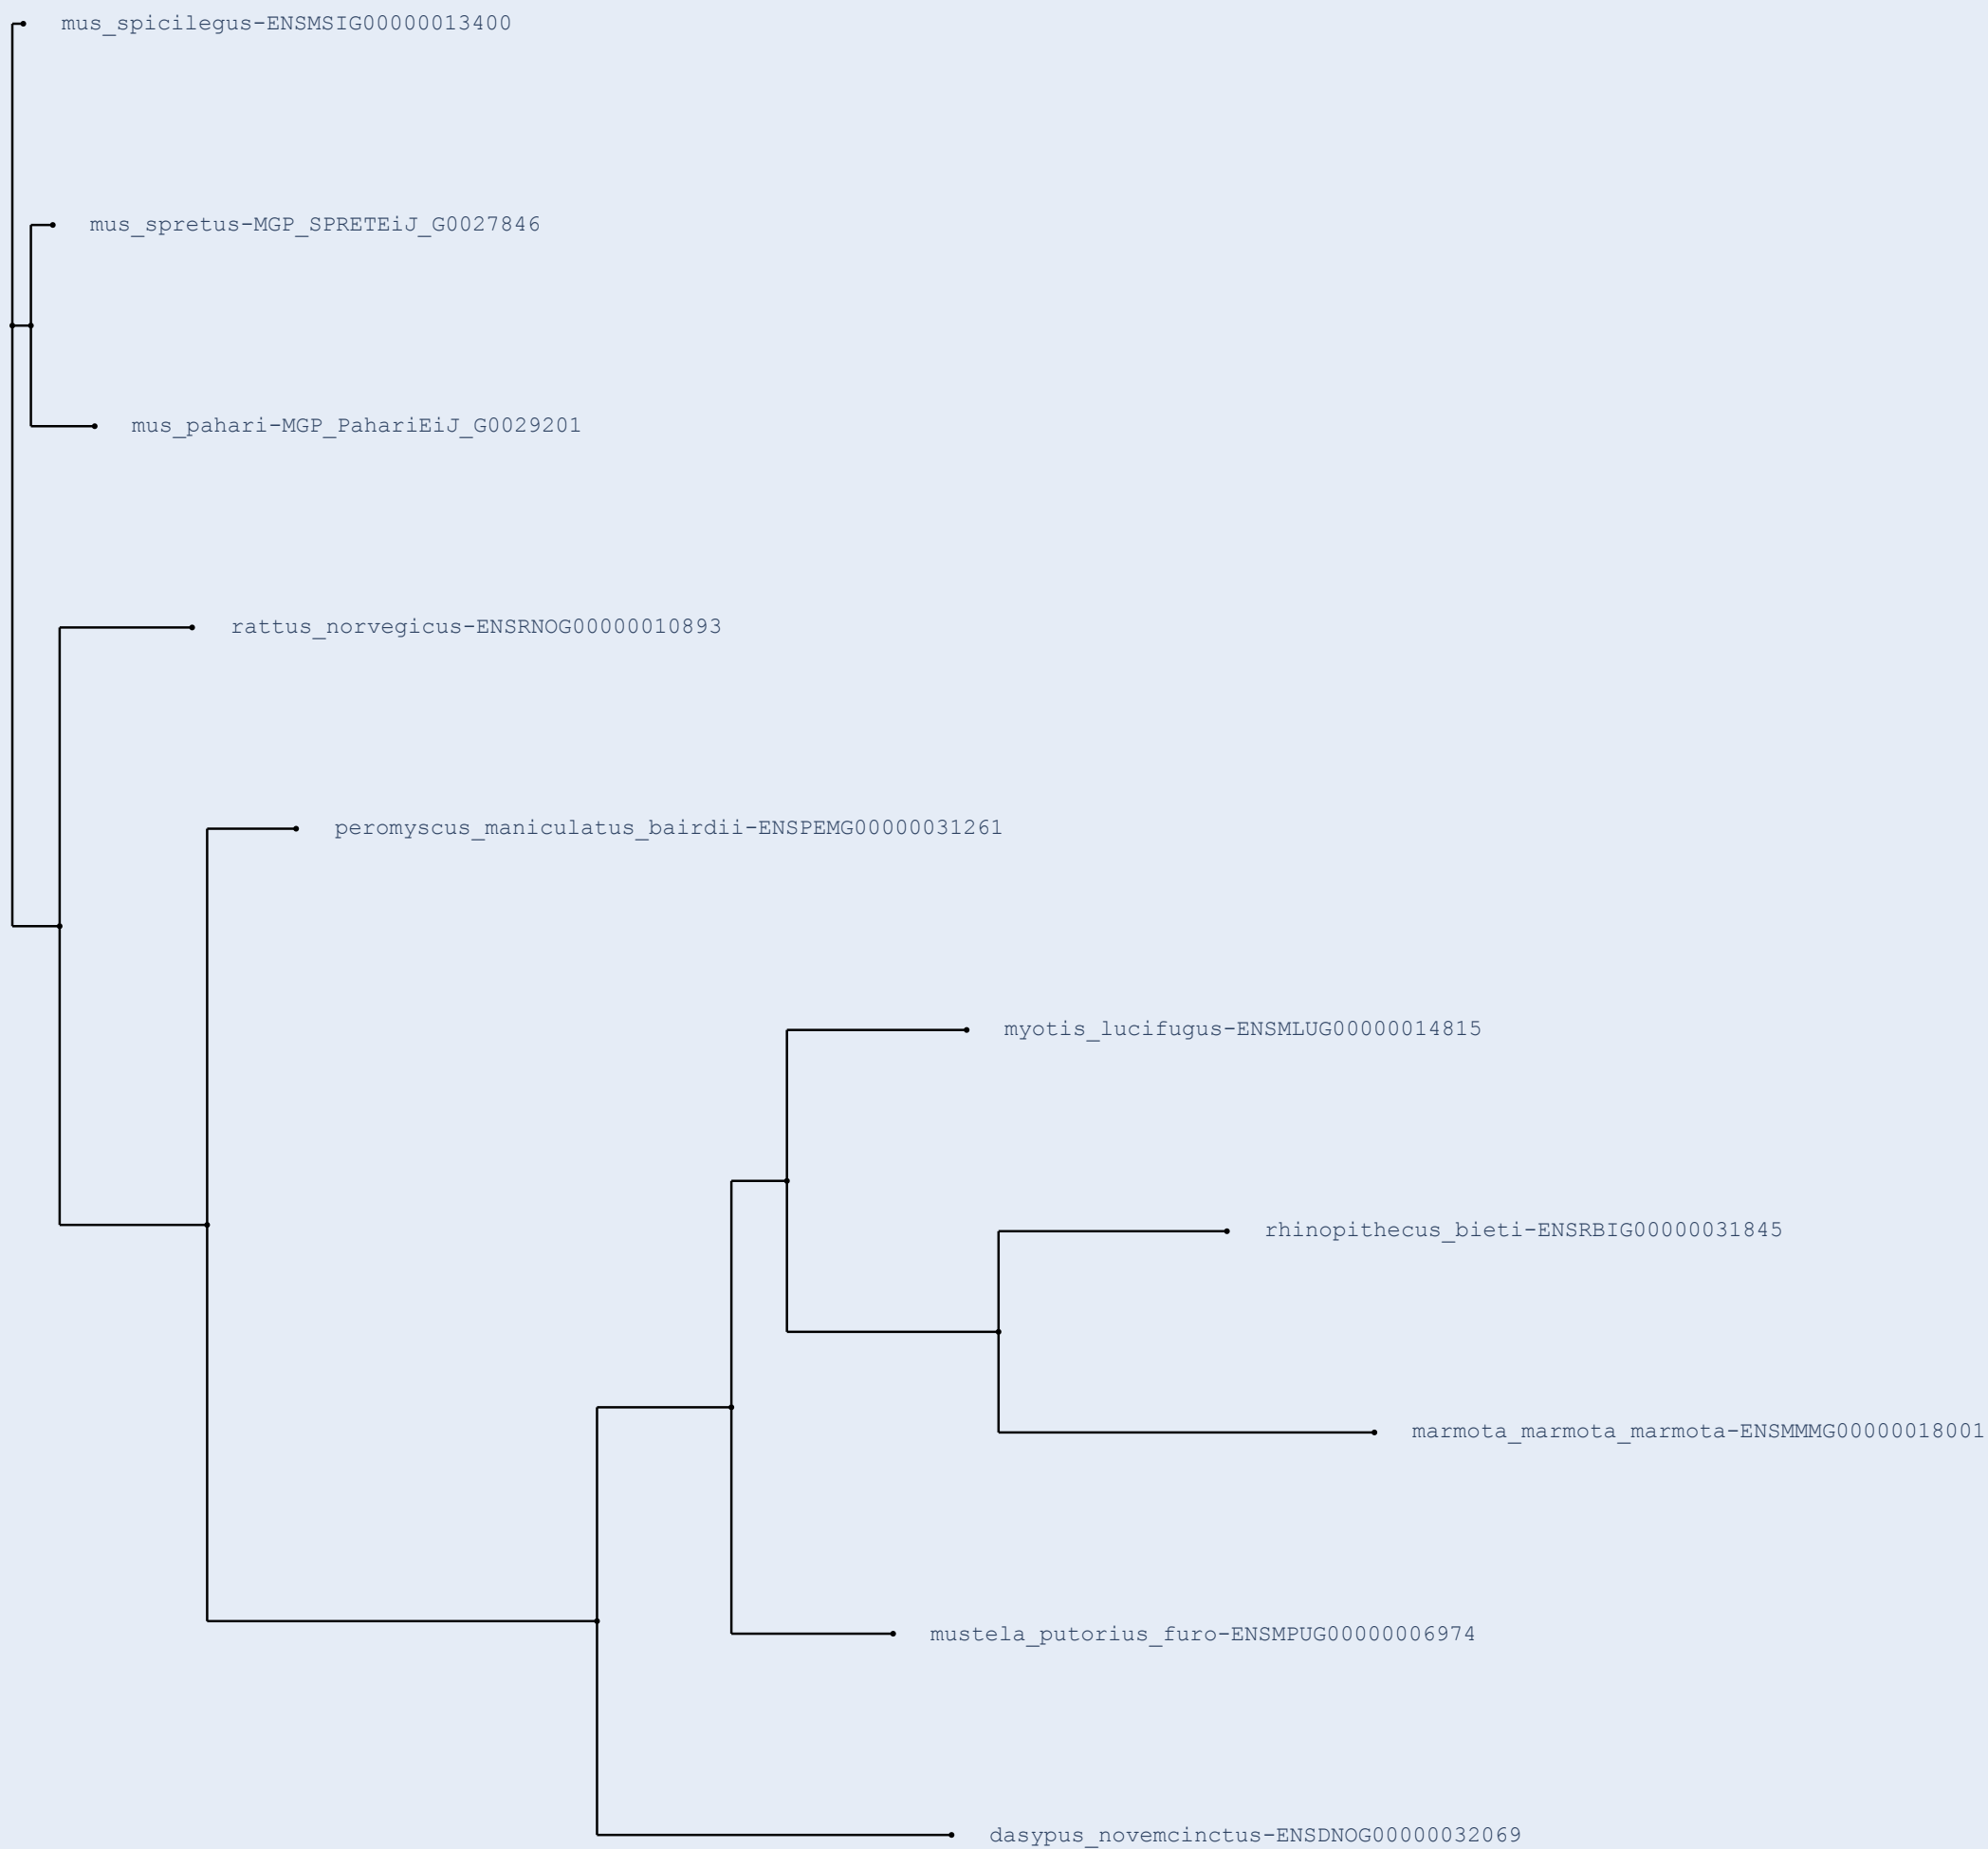 mus_spicilegus-ENSMSIG00000013400
mus_spretus-MGP_SPRETEiJ_G0027846
mus_pahari-MGP_PahariEiJ_G0029201
rattus_norvegicus-ENSRNOG00000010893
peromyscus_maniculatus_bairdii-ENSPEMG00000031261
myotis_lucifugus-ENSMLUG00000014815
rhinopithecus_bieti-ENSRBIG00000031845
marmota_marmota_marmota-ENSMMMG00000018001
mustela_putorius_furo-ENSMPUG00000006974
dasypus_novemcinctus-ENSDNOG00000032069